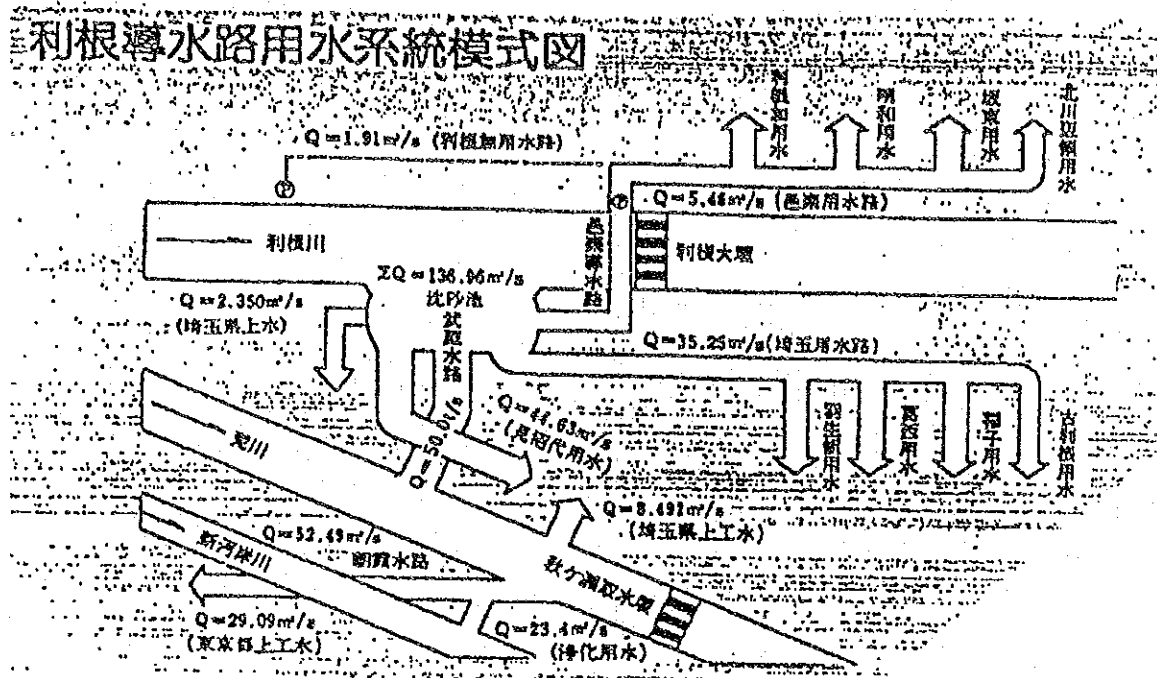 利根導水路用水系統模式図
Q=1.91m³/s (利根加用水路)
利根加用水
明和用水
坂東用水
北川辺領用水
Q=5.48m³/s (邑楽用水路)
利根川
邑楽導水路
利根大堰
ΣQ=136.96m³/s
沈砂池
Q=2.350m³/s
(埼玉県上水)
武蔵水路
Q=35.25m³/s(埼玉用水路)
Q=44.63m³/s
(見沼代用水)
Q=50.0m³/s
羽生領用水
葛西用水
稲子用水
古利根用水
荒川
Q=8.491m³/s
(埼玉県上工水)
Q=52.49m³/s
朝霞水路
新河岸川
秋ケ瀬取水堰
Q=29.09m³/s
(東京都上工水)
Q=23.4m³/s
(浄化用水)